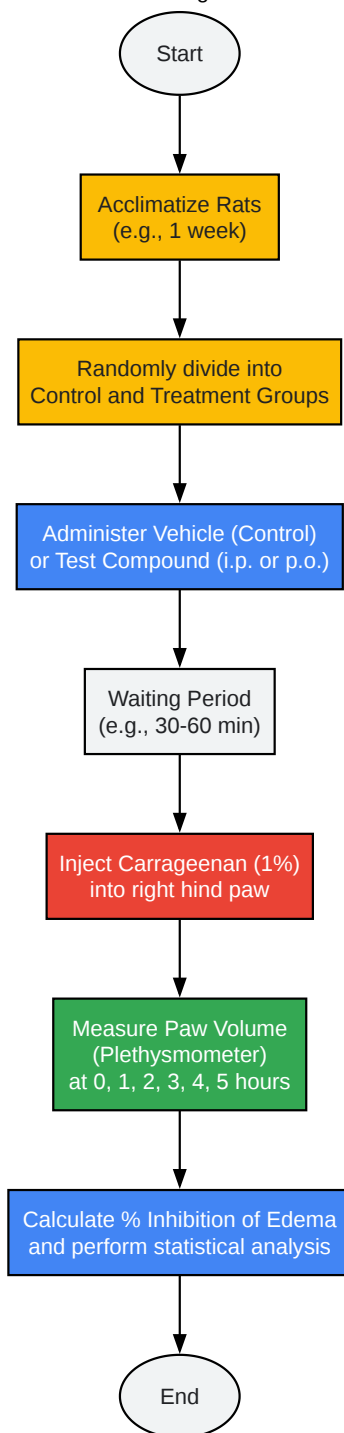 Start
Acclimatize Rats
(e.g., 1 week)
Randomly divide into
Control and Treatment Groups
Administer Vehicle (Control)
or Test Compound (i.p. or p.o.)
Waiting Period
(e.g., 30-60 min)
Inject Carrageenan (1%)
into right hind paw
Measure Paw Volume
(Plethysmometer)
at 0, 1, 2, 3, 4, 5 hours
Calculate % Inhibition of Edema
and perform statistical analysis
End